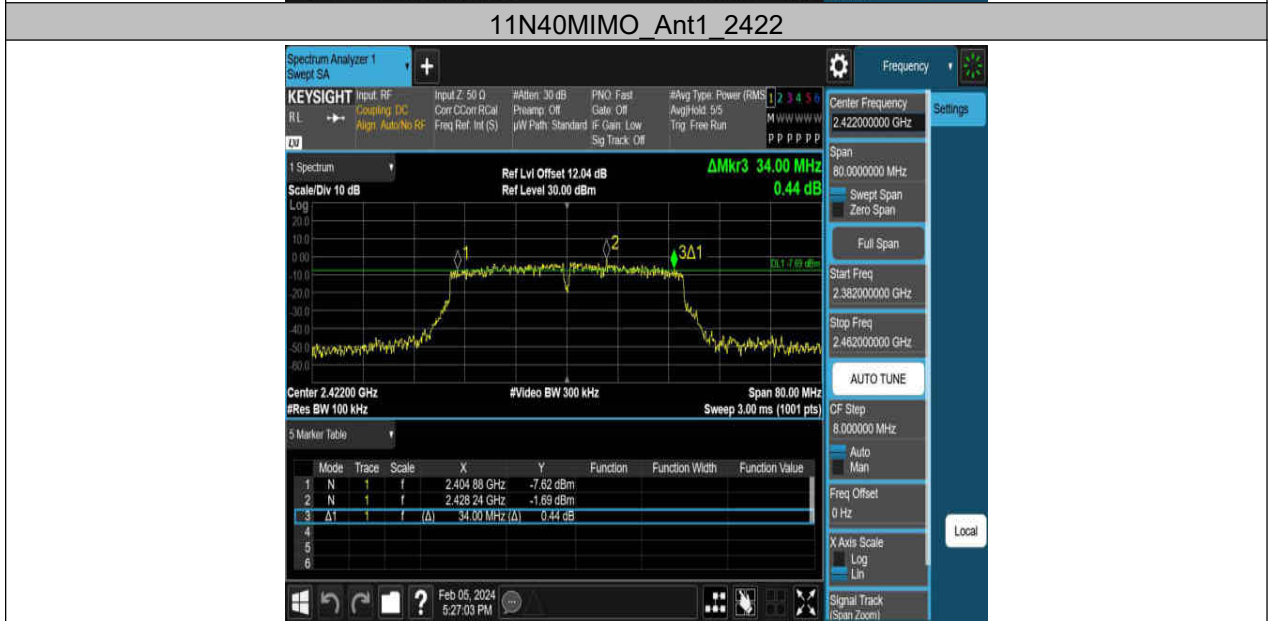 11N40MIMO_Ant1_2422
Spectrum Analyzer 1
Swept SA
Frequency
KEYSIGHT Input: RF Input Z: 50 Ω #Atten: 30 dB PNO: Fast #Avg Type: Power (RMS 1 2 3 4 5 6
RL Coupling: DC Corr CCorr RCal Preamp: Off Gate: Off Avg|Hold: 5/5 M W W W W W
Align: Auto/No RF Freq Ref: Int (S) µW Path: Standard IF Gain: Low Trig: Free Run
Sig Track: Off P P P P P P
LXI
Center Frequency
2.422000000 GHz
Settings
Span
80.0000000 MHz
Swept Span
Zero Span
Full Span
Start Freq
2.382000000 GHz
Stop Freq
2.462000000 GHz
AUTO TUNE
CF Step
8.000000 MHz
Auto
Man
Freq Offset
0 Hz
X Axis Scale
Log
Lin
Signal Track
(Span Zoom)
Local
1 Spectrum
Scale/Div 10 dB
Ref Lvl Offset 12.04 dB
Ref Level 30.00 dBm
ΔMkr3 34.00 MHz
0.44 dB
Log
20.0
10.0
0.00
-10.0
-20.0
-30.0
-40.0
-50.0
-60.0
1
2
3Δ1
DL1 -7.69 dBm
Center 2.42200 GHz #Video BW 300 kHz Span 80.00 MHz
#Res BW 100 kHz Sweep 3.00 ms (1001 pts)
5 Marker Table
Mode Trace Scale X Y Function Function Width Function Value
1 N 1 f 2.404 88 GHz -7.62 dBm
2 N 1 f 2.428 24 GHz -1.69 dBm
3 Δ1 1 f (Δ) 34.00 MHz (Δ) 0.44 dB
4
5
6
? Feb 05, 2024
5:27:03 PM